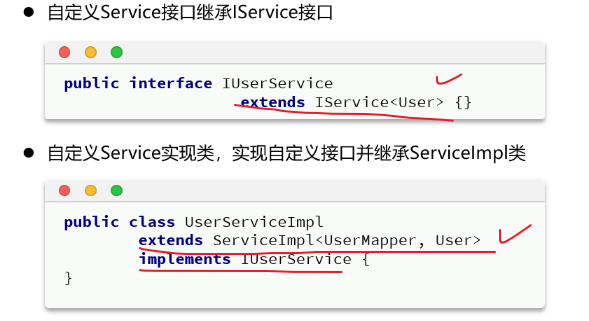 ● 自定义Service接口继承IService接口
public interface IUserService
extends IService<User> {}
● 自定义Service实现类，实现自定义接口并继承ServiceImpl类
public class UserServiceImpl
extends ServiceImpl<UserMapper, User>
implements IUserService {
}